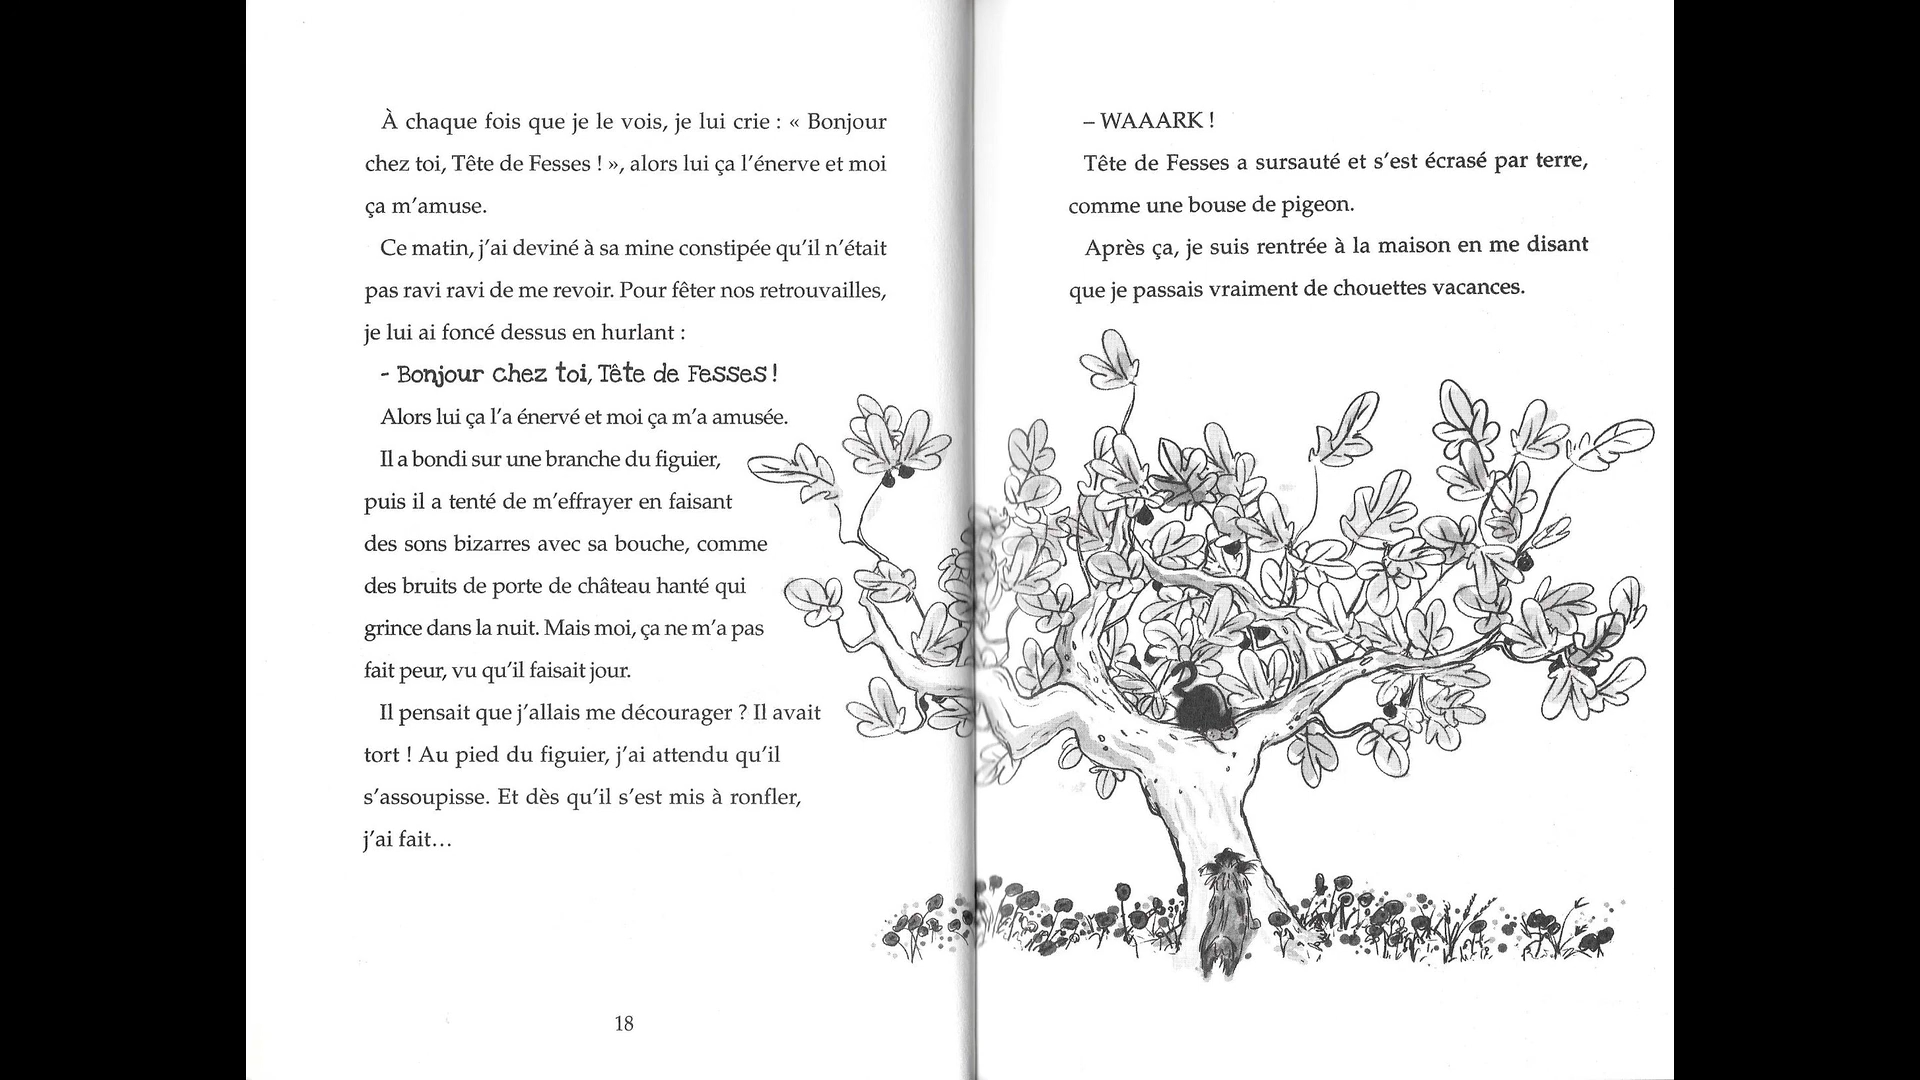 À chaque fois que je le vois, je lui crie : « Bonjour
chez toi, Tête de Fesses ! », alors lui ça l’énerve et moi
ça m’amuse.
Ce matin, j’ai deviné à sa mine constipée qu’il n’était
pas ravi ravi de me revoir. Pour fêter nos retrouvailles,
je lui ai foncé dessus en hurlant :
- Bonjour chez toi, Tête de Fesses !
Alors lui ça l’a énervé et moi ça m’a amusée.
Il a bondi sur une branche du figuier,
puis il a tenté de m’effrayer en faisant
des sons bizarres avec sa bouche, comme
des bruits de porte de château hanté qui
grince dans la nuit. Mais moi, ça ne m’a pas
fait peur, vu qu’il faisait jour.
Il pensait que j’allais me décourager ? Il avait
tort ! Au pied du figuier, j’ai attendu qu’il
s’assoupisse. Et dès qu’il s’est mis à ronfler,
j’ai fait…
18
– WAAARK !
Tête de Fesses a sursauté et s’est écrasé par terre,
comme une bouse de pigeon.
Après ça, je suis rentrée à la maison en me disant
que je passais vraiment de chouettes vacances.